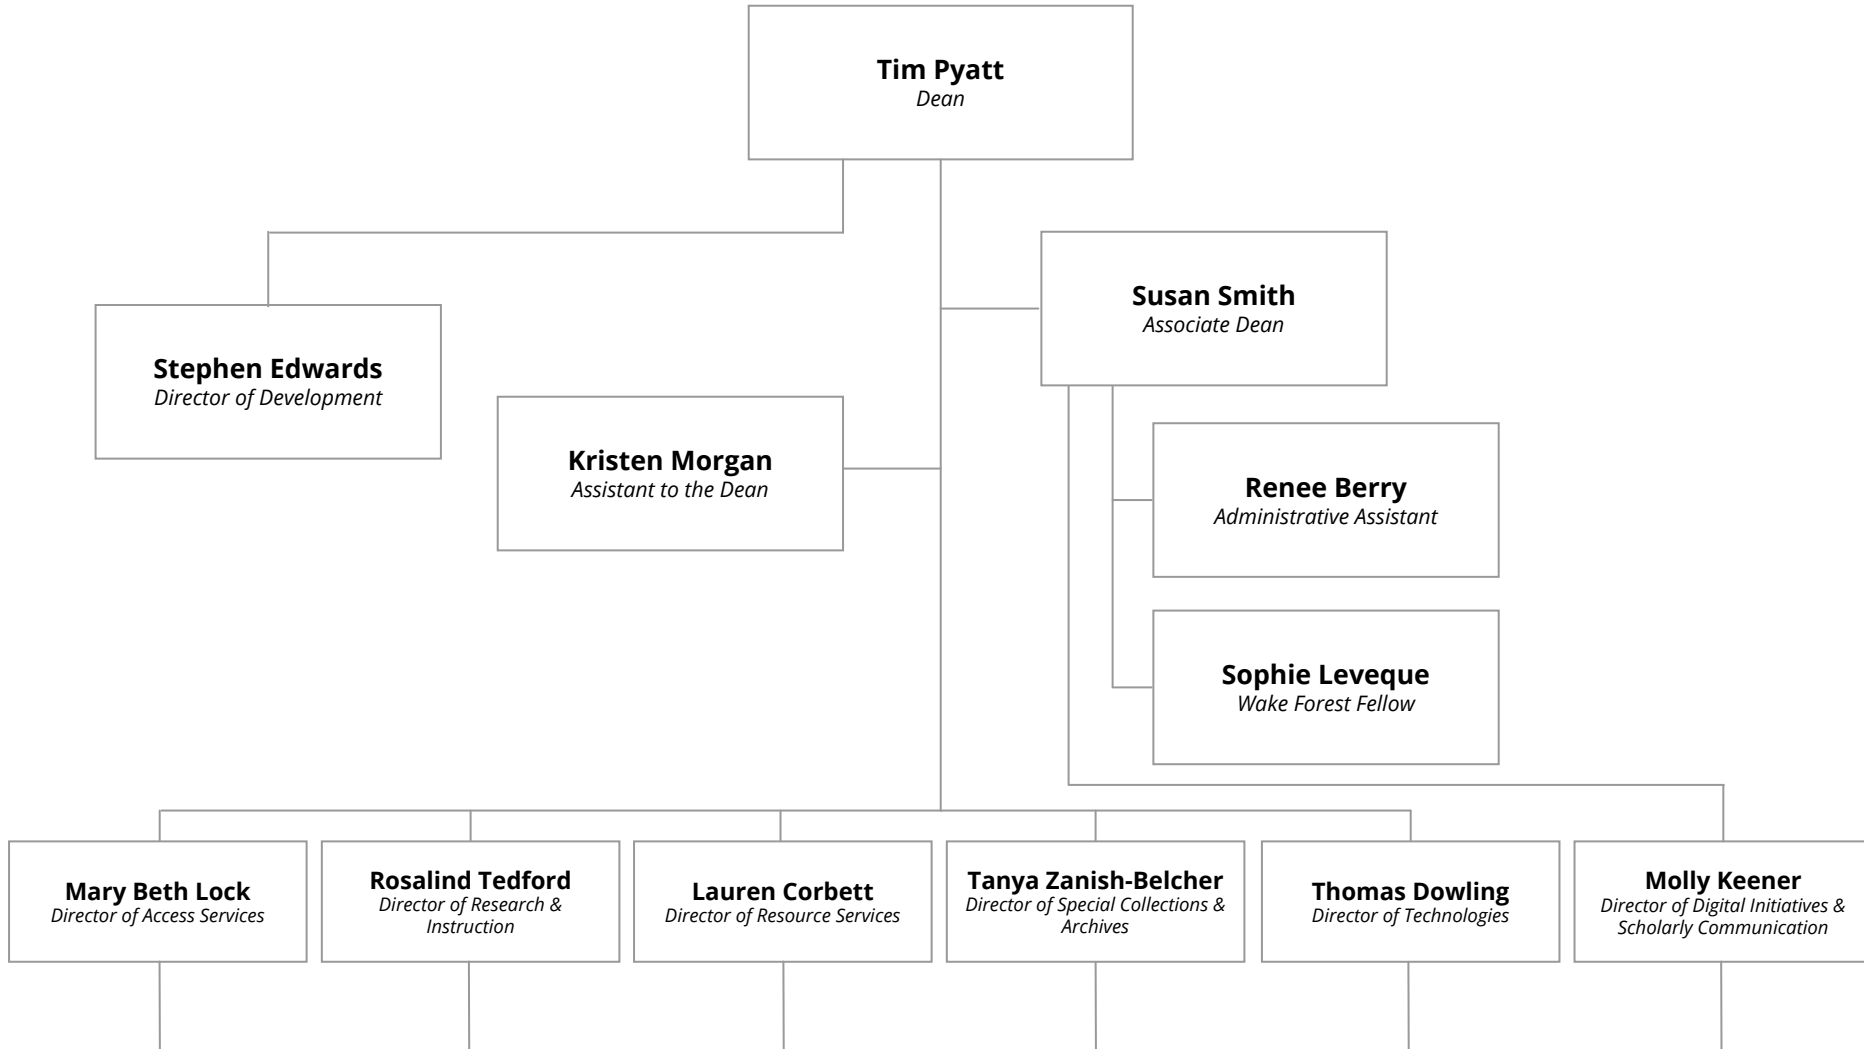 Tim Pyatt
Dean
Susan Smith
Associate Dean
Stephen Edwards
Director of Development
Kristen Morgan
Assistant to the Dean
Renee Berry
Administrative Assistant
Sophie Leveque
Wake Forest Fellow
Mary Beth Lock
Director of Access Services
Rosalind Tedford
Director of Research &
Instruction
Lauren Corbett
Director of Resource Services
Tanya Zanish-Belcher
Director of Special Collections &
Archives
Thomas Dowling
Director of Technologies
Molly Keener
Director of Digital Initiatives &
Scholarly Communication